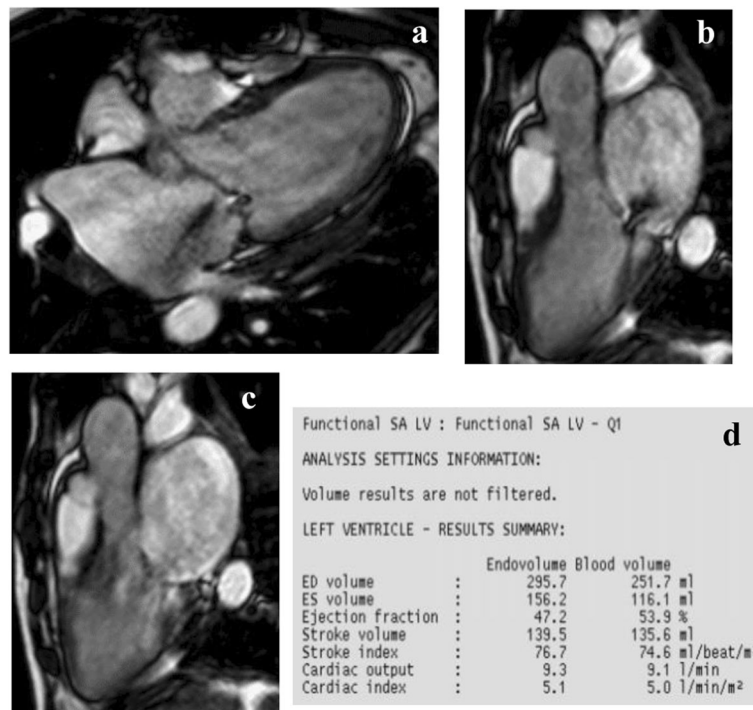 a
b
c
d
Functional SA LV : Functional SA LV - Q1
ANALYSIS SETTINGS INFORMATION:
Volume results are not filtered.
LEFT VENTRICLE - RESULTS SUMMARY:
Endovolume Blood volume
ED volume : 295.7 251.7 ml
ES volume : 156.2 116.1 ml
Ejection fraction : 47.2 53.9 %
Stroke volume : 139.5 135.6 ml
Stroke index : 76.7 74.6 ml/beat/m
Cardiac output : 9.3 9.1 l/min
Cardiac index : 5.1 5.0 l/min/m²